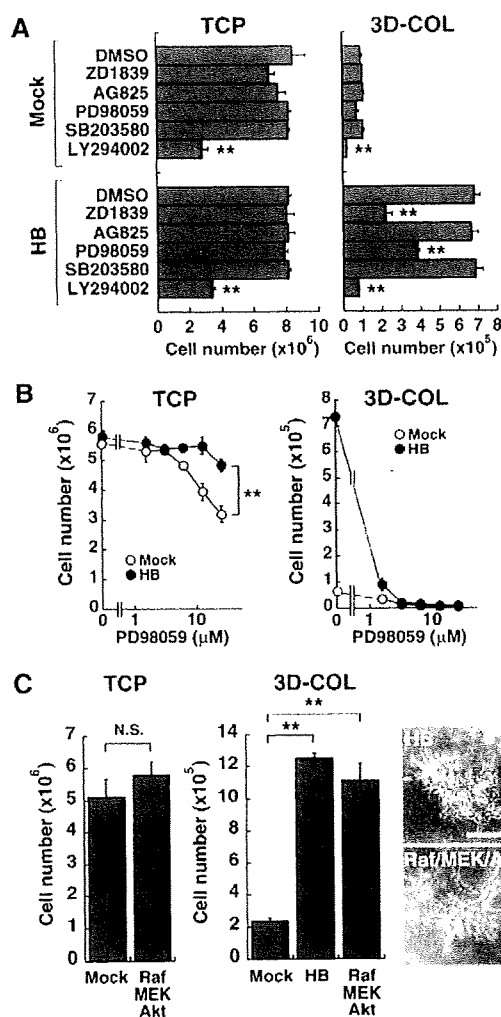 A
TCP
3D-COL
Mock
DMSO
ZD1839
AG825
PD98059
SB203580
LY294002
**
**
HB
DMSO
ZD1839
AG825
PD98059
SB203580
LY294002
**
**
**
**
0 2 4 6 8 10
0 1 2 3 4 5 6 7 8
Cell number (x10⁶)
Cell number (x10⁵)
B
TCP
3D-COL
Cell number (x10⁶)
7
6
5
4
3
2
1
0
**
Mock
HB
0 1 10
PD98059 (μM)
Cell number (x10⁵)
8
7
6
5
4
3
2
1
0
Mock
HB
0 1 10
PD98059 (μM)
C
TCP
3D-COL
Cell number (x10⁶)
7
6
5
4
3
2
1
0
N.S.
Mock
Raf
MEK
Akt
Cell number (x10⁵)
14
12
10
8
6
4
2
0
**
**
Mock
HB
Raf
MEK
Akt
HB
Raf/MEK/A